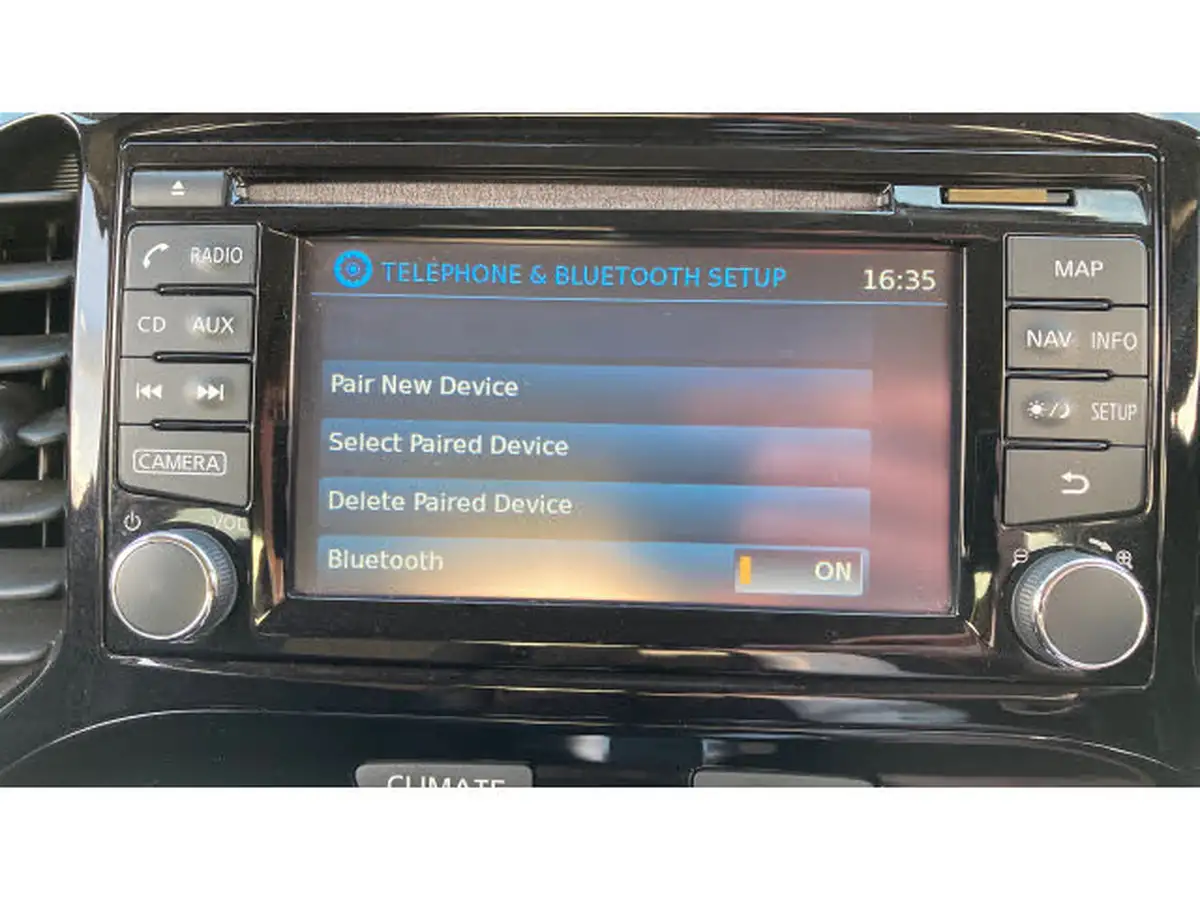 TELEPHONE & BLUETOOTH SETUP 16:35
Pair New Device
Select Paired Device
Delete Paired Device
Bluetooth ON
RADIO
CD AUX
CAMERA
VOL
MAP
NAV INFO
SETUP
CLIMATE